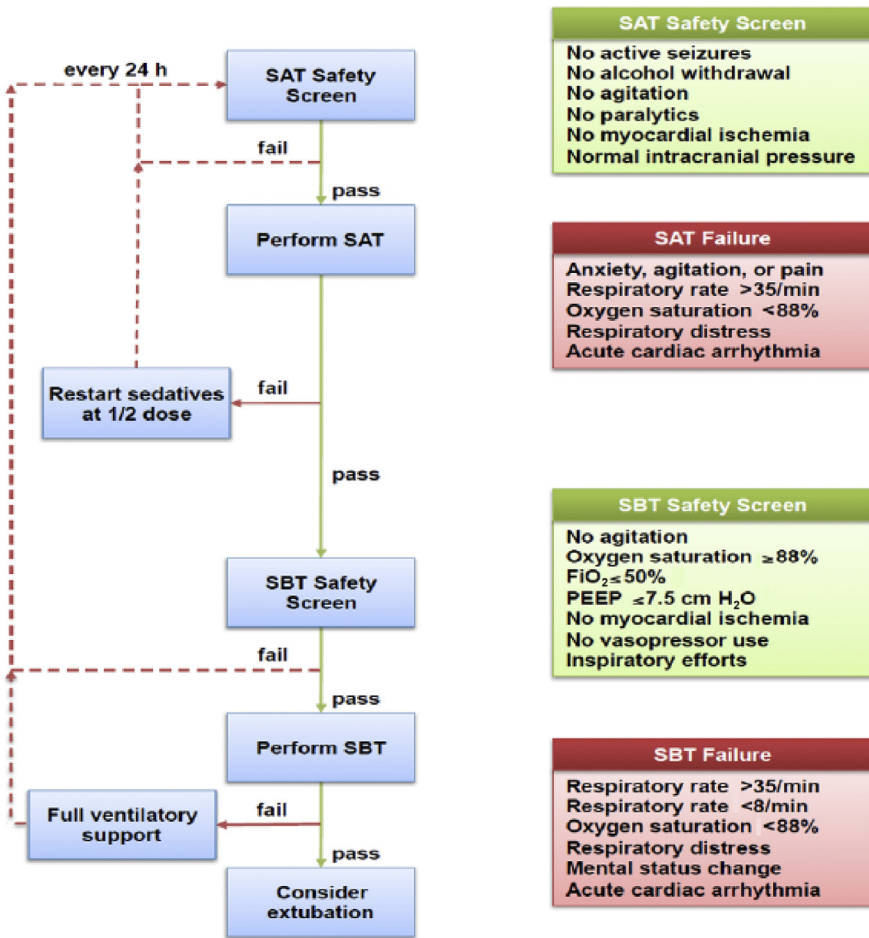 every 24 h
SAT Safety
Screen
fail
pass
Perform SAT
Restart sedatives
at 1/2 dose
fail
pass
SBT Safety
Screen
fail
pass
Perform SBT
Full ventilatory
support
fail
pass
Consider
extubation
SAT Safety Screen
No active seizures
No alcohol withdrawal
No agitation
No paralytics
No myocardial ischemia
Normal intracranial pressure
SAT Failure
Anxiety, agitation, or pain
Respiratory rate >35/min
Oxygen saturation <88%
Respiratory distress
Acute cardiac arrhythmia
SBT Safety Screen
No agitation
Oxygen saturation ≥88%
FiO₂≤50%
PEEP ≤7.5 cm H₂O
No myocardial ischemia
No vasopressor use
Inspiratory efforts
SBT Failure
Respiratory rate >35/min
Respiratory rate <8/min
Oxygen saturation <88%
Respiratory distress
Mental status change
Acute cardiac arrhythmia